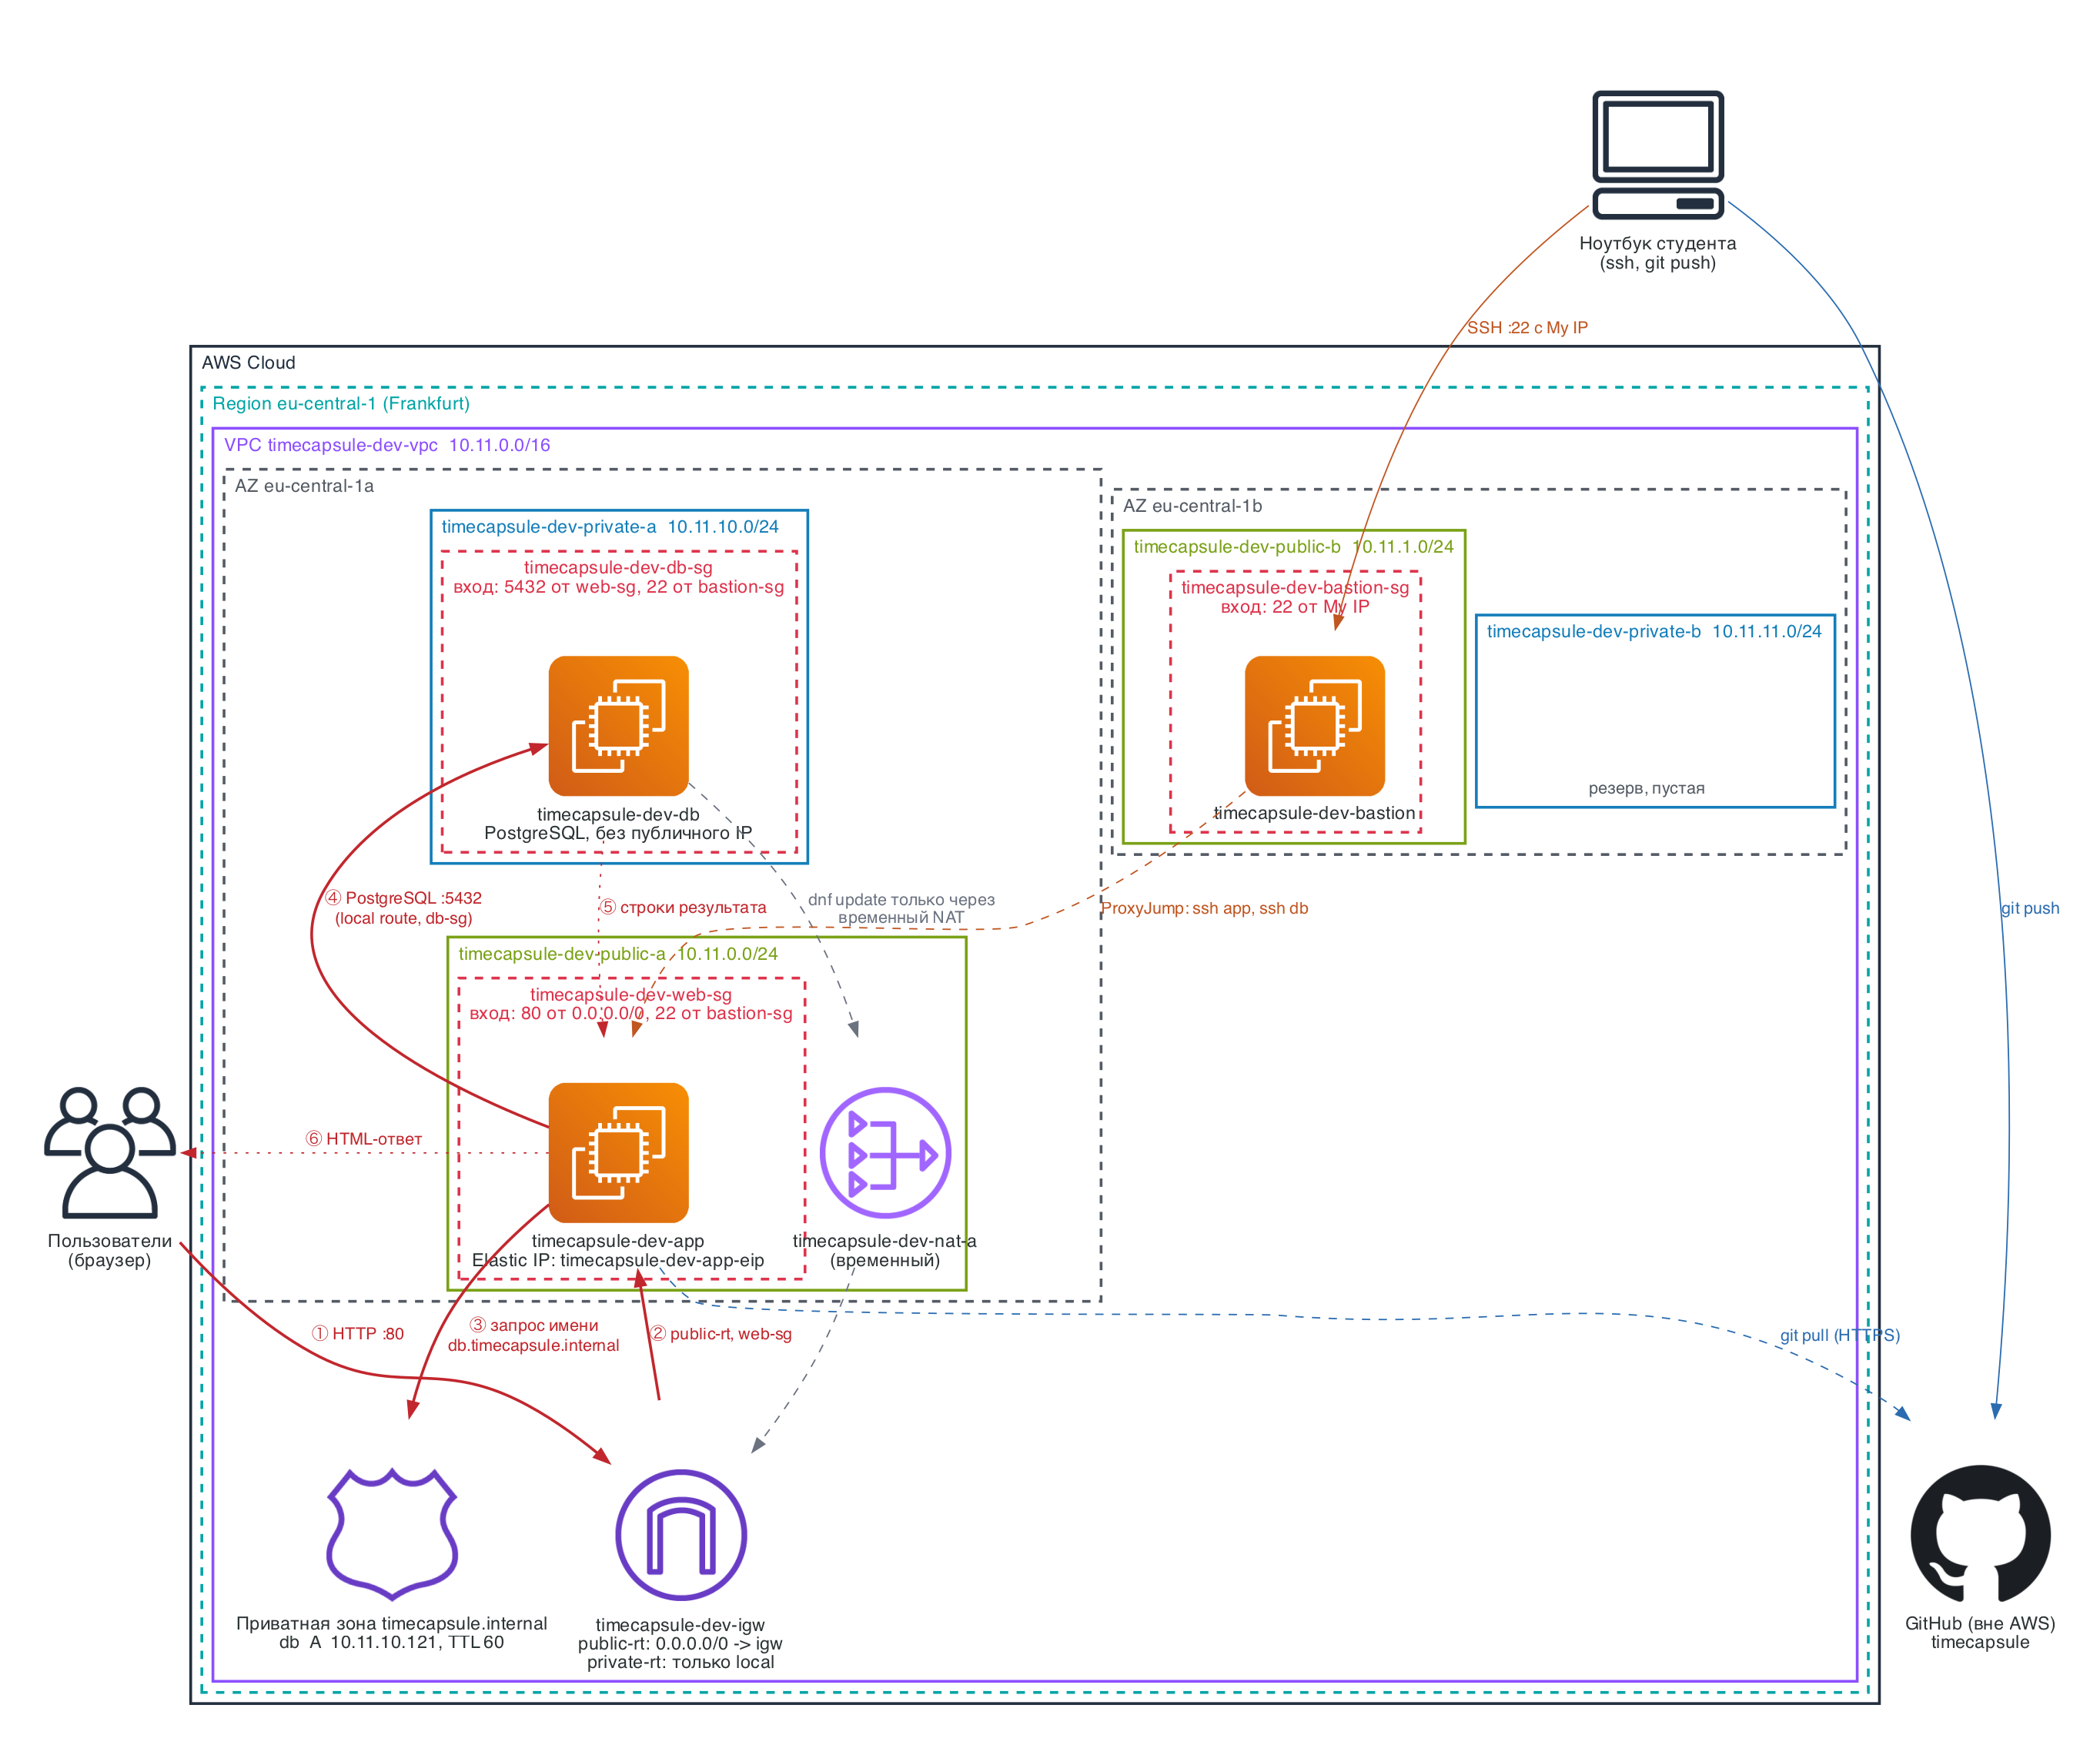 Ноутбук студента
(ssh, git push)
SSH :22 с My IP
AWS Cloud
Region eu-central-1 (Frankfurt)
VPC timecapsule-dev-vpc 10.11.0.0/16
AZ eu-central-1a
AZ eu-central-1b
timecapsule-dev-private-a 10.11.10.0/24
timecapsule-dev-db-sg
вход: 5432 от web-sg, 22 от bastion-sg
timecapsule-dev-public-b 10.11.1.0/24
timecapsule-dev-bastion-sg
вход: 22 от My IP
timecapsule-dev-private-b 10.11.11.0/24
резерв, пустая
timecapsule-dev-db
PostgreSQL, без публичного IP
timecapsule-dev-bastion
④ PostgreSQL :5432
(local route, db-sg)
⑤ строки результата
dnf update только через
временный NAT
ProxyJump: ssh app, ssh db
git push
timecapsule-dev-public-a 10.11.0.0/24
timecapsule-dev-web-sg
вход: 80 от 0.0.0.0/0, 22 от bastion-sg
⑥ HTML-ответ
Пользователи
(браузер)
timecapsule-dev-app
Elastic IP: timecapsule-dev-app-eip
timecapsule-dev-nat-a
(временный)
① HTTP :80
③ запрос имени
db.timecapsule.internal
② public-rt, web-sg
git pull (HTTPS)
Приватная зона timecapsule.internal
db A 10.11.10.121, TTL 60
timecapsule-dev-igw
public-rt: 0.0.0.0/0 -> igw
private-rt: только local
GitHub (вне AWS)
timecapsule